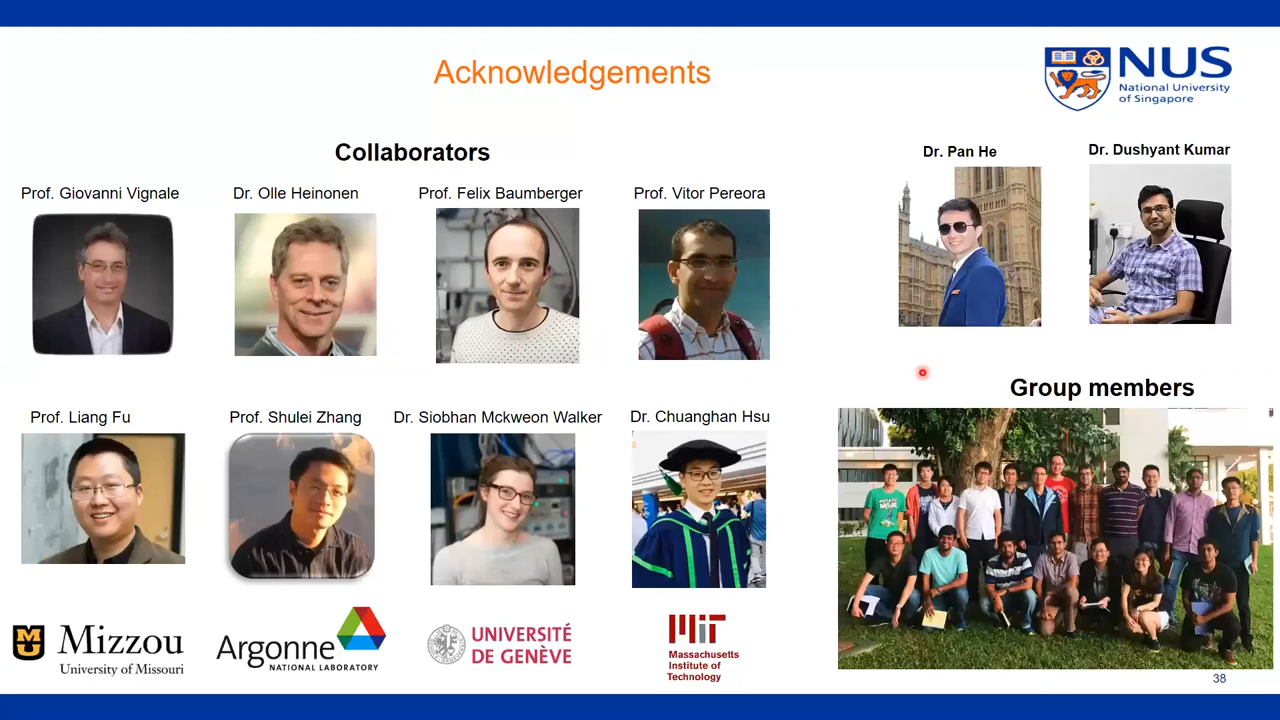 Acknowledgements
NUS
National University
of Singapore
Collaborators
Prof. Giovanni Vignale
Dr. Olle Heinonen
Prof. Felix Baumberger
Prof. Vitor Pereora
Dr. Pan He
Dr. Dushyant Kumar
Prof. Liang Fu
Prof. Shulei Zhang
Dr. Siobhan Mckweon Walker
Dr. Chuanghan Hsu
Group members
Mizzou
University of Missouri
Argonne
NATIONAL LABORATORY
UNIVERSITÉ
DE GENÈVE
MIT
Massachusetts
Institute of
Technology
38